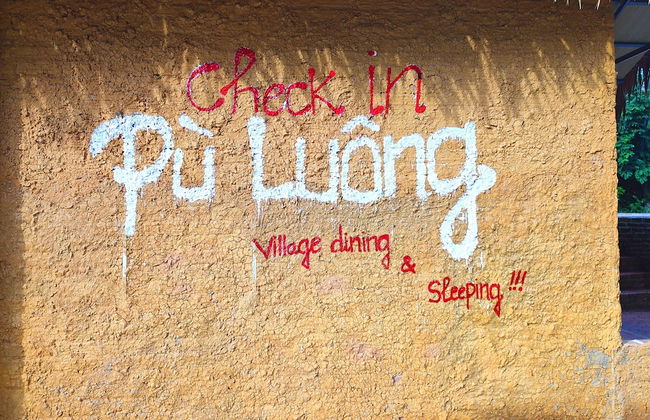 Check in
Pù Luông
Village dining
&
Sleeping!!!